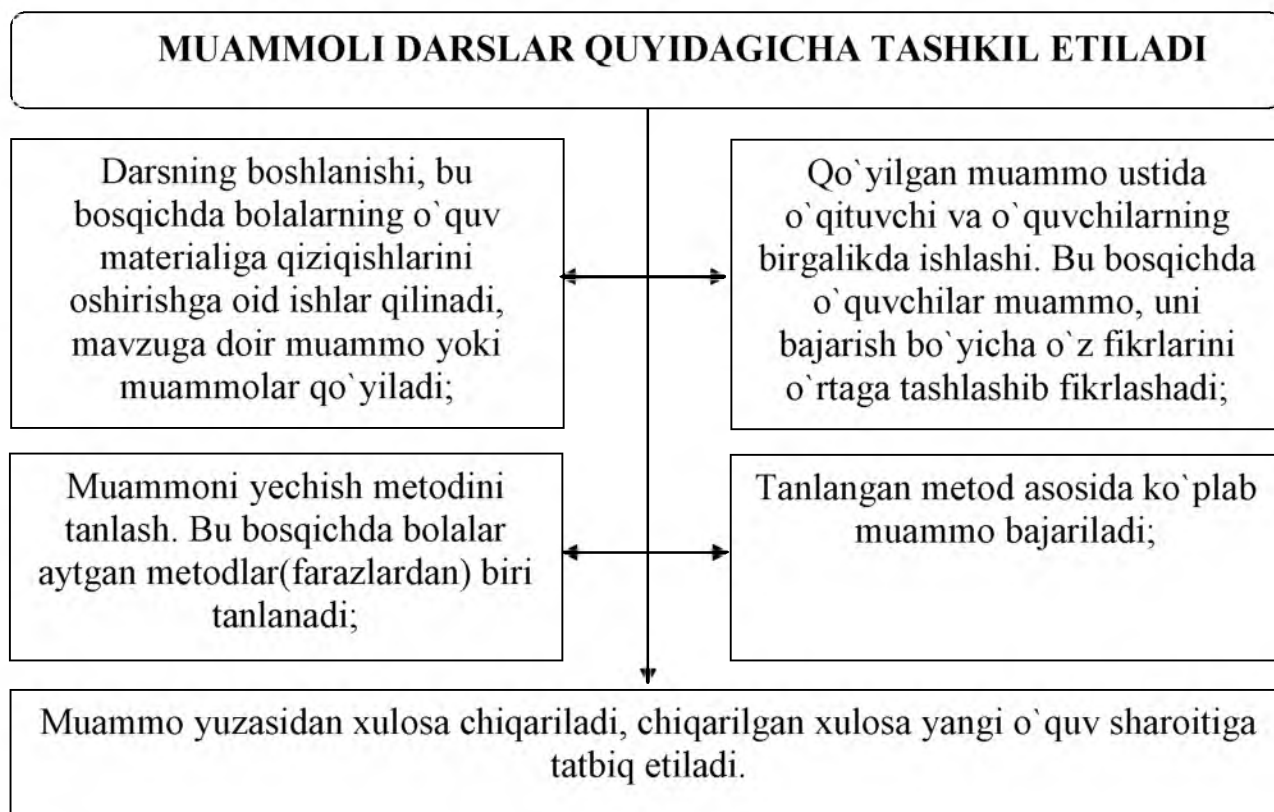 MUAMMOLI DARSLAR QUYIDAGICHA TASHKIL ETILADI
Darsning boshlanishi, bu
bosqichda bolalarning o`quv
materialiga qiziqishlarini
oshirishga oid ishlar qilinadi,
mavzuga doir muammo yoki
muammolar qo`yiladi;
Qo`yilgan muammo ustida
o`qituvchi va o`quvchilarning
birgalikda ishlashi. Bu bosqichda
o`quvchilar muammo, uni
bajarish bo`yicha o`z fikrlarini
o`rtaga tashlashib fikrlashadi;
Muammoni yechish metodini
tanlash. Bu bosqichda bolalar
aytgan metodlar(farazlardan) biri
tanlanadi;
Tanlangan metod asosida ko`plab
muammo bajariladi;
Muammo yuzasidan xulosa chiqariladi, chiqarilgan xulosa yangi o`quv sharoitiga
tatbiq etiladi.